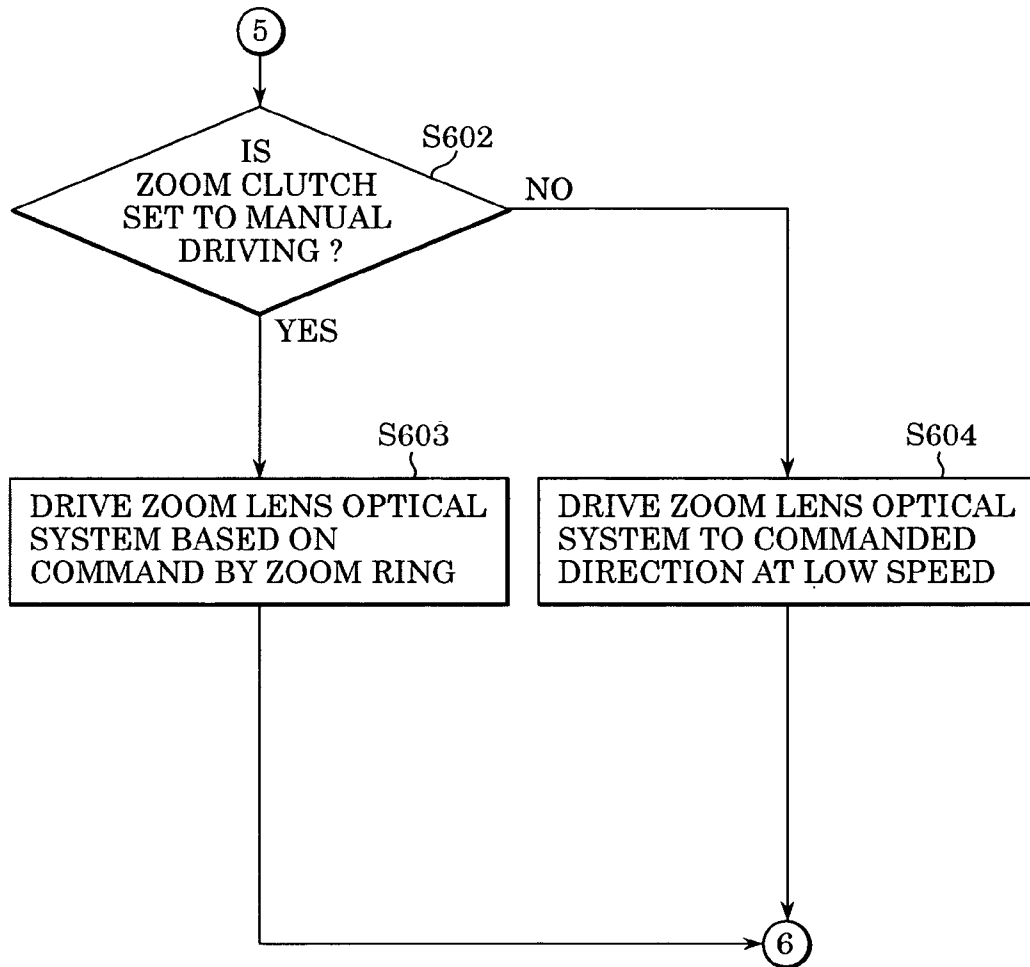 5
S602
IS
ZOOM CLUTCH
SET TO MANUAL
DRIVING ?
NO
YES
S603
DRIVE ZOOM LENS OPTICAL
SYSTEM BASED ON
COMMAND BY ZOOM RING
S604
DRIVE ZOOM LENS OPTICAL
SYSTEM TO COMMANDED
DIRECTION AT LOW SPEED
6